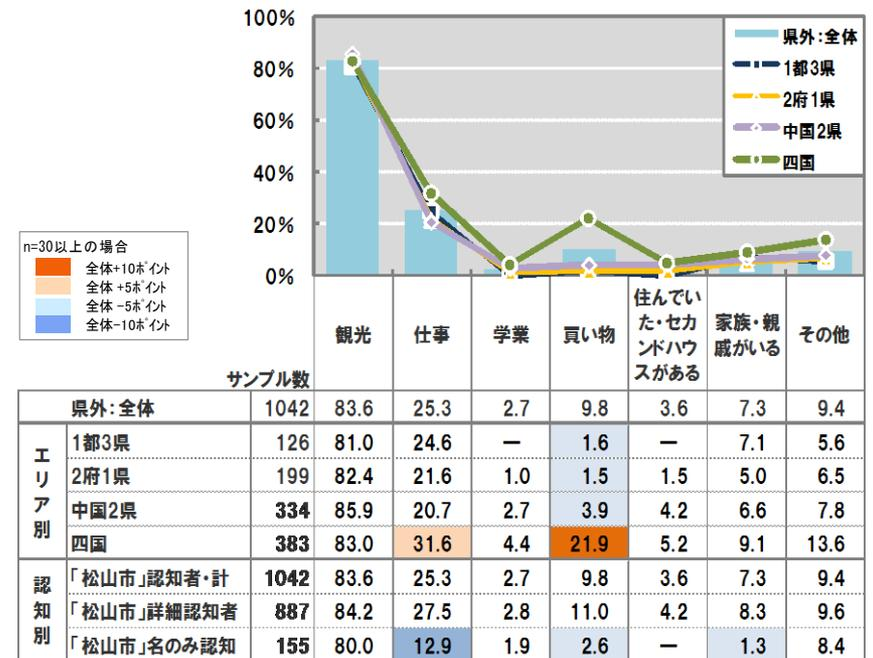 100%
80%
60%
40%
20%
0%
県外:全体
1都3県
2府1県
中国2県
四国
n=30以上の場合
全体+10ポイント
全体 +5ポイント
全体 -5ポイント
全体-10ポイント
サンプル数
観光
仕事
学業
買い物
住んでい
た・セカ
ンドハウ
スがある
家族・親
戚がいる
その他
県外:全体 1042 83.6 25.3 2.7 9.8 3.6 7.3 9.4
エリア別
1都3県 126 81.0 24.6 ー 1.6 ー 7.1 5.6
2府1県 199 82.4 21.6 1.0 1.5 1.5 5.0 6.5
中国2県 334 85.9 20.7 2.7 3.9 4.2 6.6 7.8
四国 383 83.0 31.6 4.4 21.9 5.2 9.1 13.6
認知別
「松山市」認知者・計 1042 83.6 25.3 2.7 9.8 3.6 7.3 9.4
「松山市」詳細認知者 887 84.2 27.5 2.8 11.0 4.2 8.3 9.6
「松山市」名のみ認知 155 80.0 12.9 1.9 2.6 ー 1.3 8.4